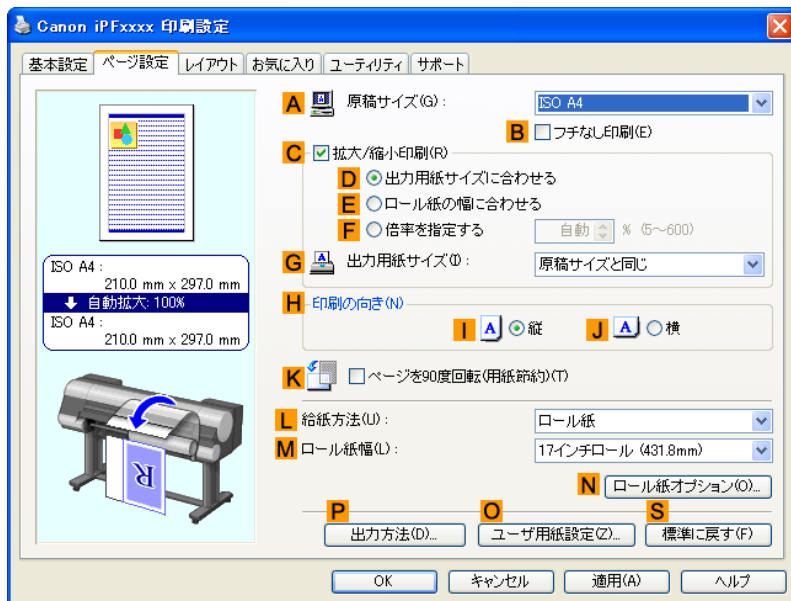 Canon iPFxxxx 印刷設定
基本設定 ページ設定 レイアウト お気に入り ユーティリティ サポート
A 原稿サイズ(G) : ISO A4
B フチなし印刷(E)
C 拡大/縮小印刷(R)
D 出力用紙サイズに合わせる
E ロール紙の幅に合わせる
F 倍率を指定する 自動 % (5～600)
G 出力用紙サイズ(I) : 原稿サイズと同じ
ISO A4 :
210.0 mm x 297.0 mm
自動拡大: 100%
ISO A4 :
210.0 mm x 297.0 mm
H 印刷の向き(N)
I A 縦 J A 横
K ページを90度回転(用紙節約)(T)
L 給紙方法(U) : ロール紙
M ロール紙幅(L) : 17インチロール (431.8mm)
R
N ロール紙オプション(O)...
P O S
出力方法(D)... ユーザ用紙設定(Z)... 標準に戻す(F)
OK キャンセル 適用(A) ヘルプ